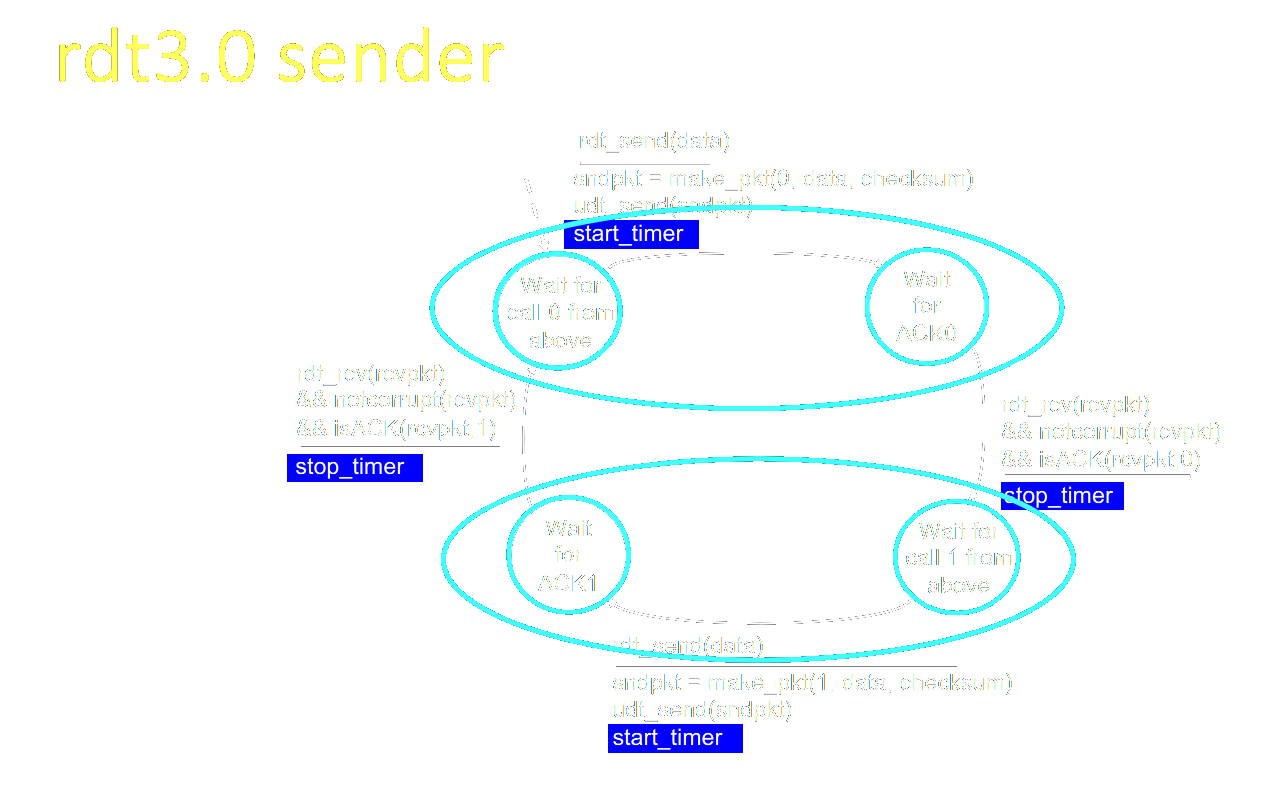 rdt3.0 sender
rdt_send(data)
sndpkt = make_pkt(0, data, checksum)
udt_send(sndpkt)
start_timer
Wait for
call 0 from
above
Wait
for
ACK0
rdt_rcv(rcvpkt)
&& notcorrupt(rcvpkt)
&& isACK(rcvpkt,1)
stop_timer
rdt_rcv(rcvpkt)
&& notcorrupt(rcvpkt)
&& isACK(rcvpkt,0)
stop_timer
Wait
for
ACK1
Wait for
call 1 from
above
rdt_send(data)
sndpkt = make_pkt(1, data, checksum)
udt_send(sndpkt)
start_timer